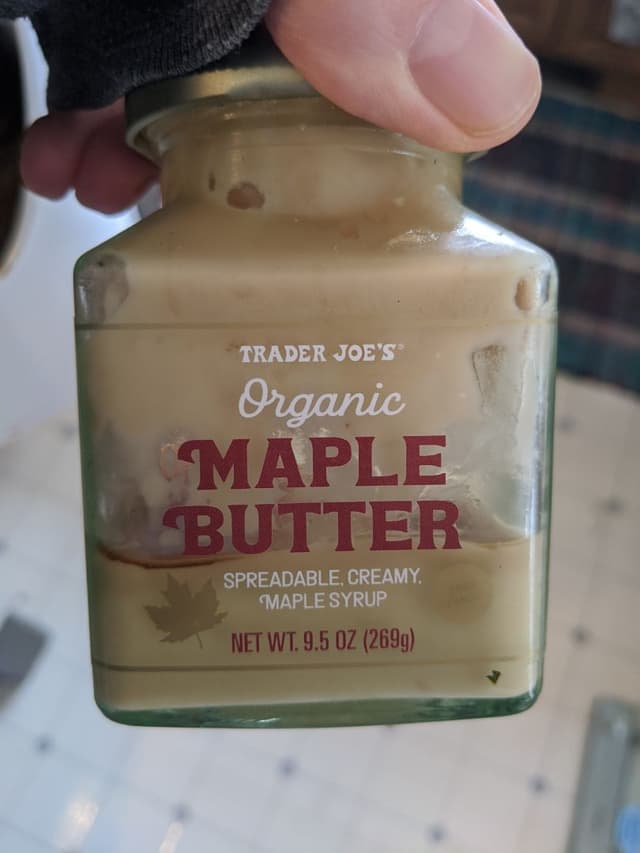 TRADER JOE'S®
Organic
MAPLE
BUTTER
SPREADABLE, CREAMY,
MAPLE SYRUP
NET WT. 9.5 OZ (269g)